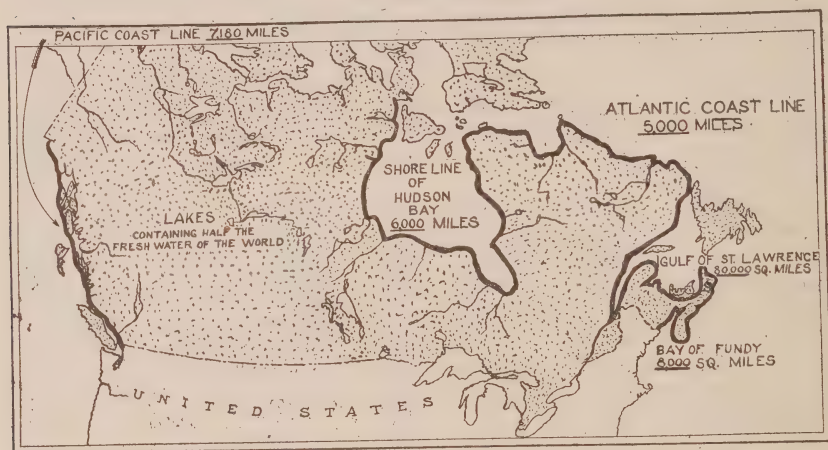 PACIFIC COAST LINE 7,180 MILES
ATLANTIC COAST LINE
5,000 MILES
SHORE LINE
OF
HUDSON
BAY
6,000 MILES
LAKES
CONTAINING HALF THE
FRESH WATER OF THE WORLD
GULF OF ST. LAWRENCE
80,000 SQ. MILES
BAY OF FUNDY
8,000 SQ. MILES
UNITED STATES